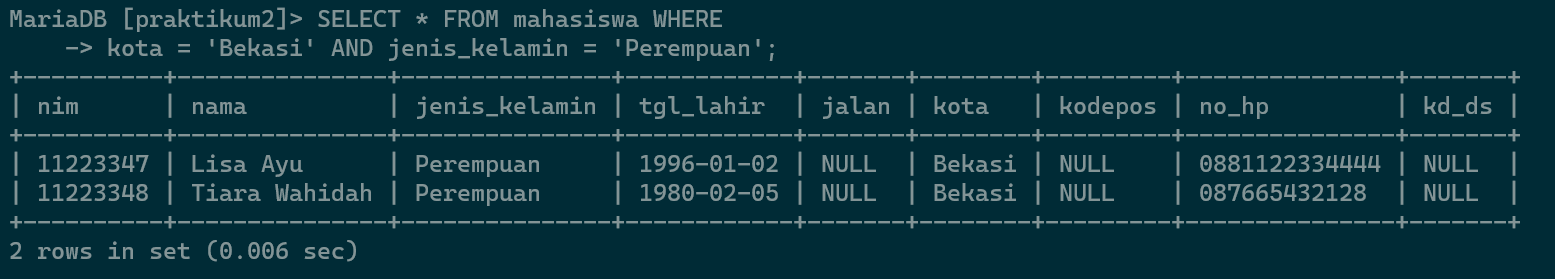 MariaDB [praktikum2]> SELECT * FROM mahasiswa WHERE
    -> kota = 'Bekasi' AND jenis_kelamin = 'Perempuan';
+----------+---------------+---------------+------------+-------+--------+---------+---------------+-------+
| nim      | nama          | jenis_kelamin | tgl_lahir  | jalan | kota   | kodepos | no_hp         | kd_ds |
+----------+---------------+---------------+------------+-------+--------+---------+---------------+-------+
| 11223347 | Lisa Ayu      | Perempuan     | 1996-01-02 | NULL  | Bekasi | NULL    | 0881122334444 | NULL  |
| 11223348 | Tiara Wahidah | Perempuan     | 1980-02-05 | NULL  | Bekasi | NULL    | 087665432128  | NULL  |
+----------+---------------+---------------+------------+-------+--------+---------+---------------+-------+
2 rows in set (0.006 sec)